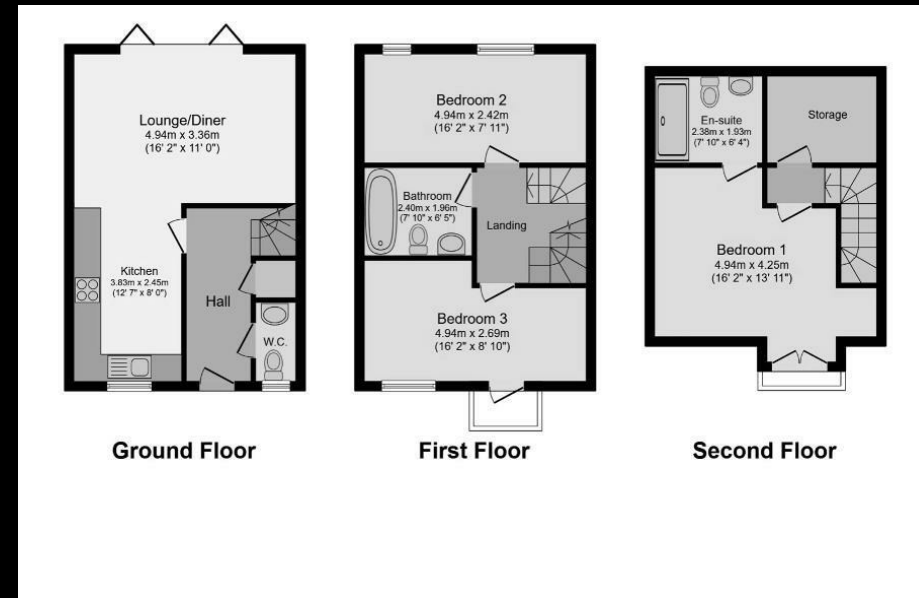 Lounge/Diner
4.94m x 3.36m
(16' 2" x 11' 0")
Kitchen
3.83m x 2.45m
(12' 7" x 8' 0")
Hall
W.C.
Ground Floor
Bedroom 2
4.94m x 2.42m
(16' 2" x 7' 11")
Bathroom
2.40m x 1.96m
(7' 10" x 6' 5")
Landing
Bedroom 3
4.94m x 2.69m
(16' 2" x 8' 10")
First Floor
En-suite
2.38m x 1.93m
(7' 10" x 6' 4")
Storage
Bedroom 1
4.94m x 4.25m
(16' 2" x 13' 11")
Second Floor